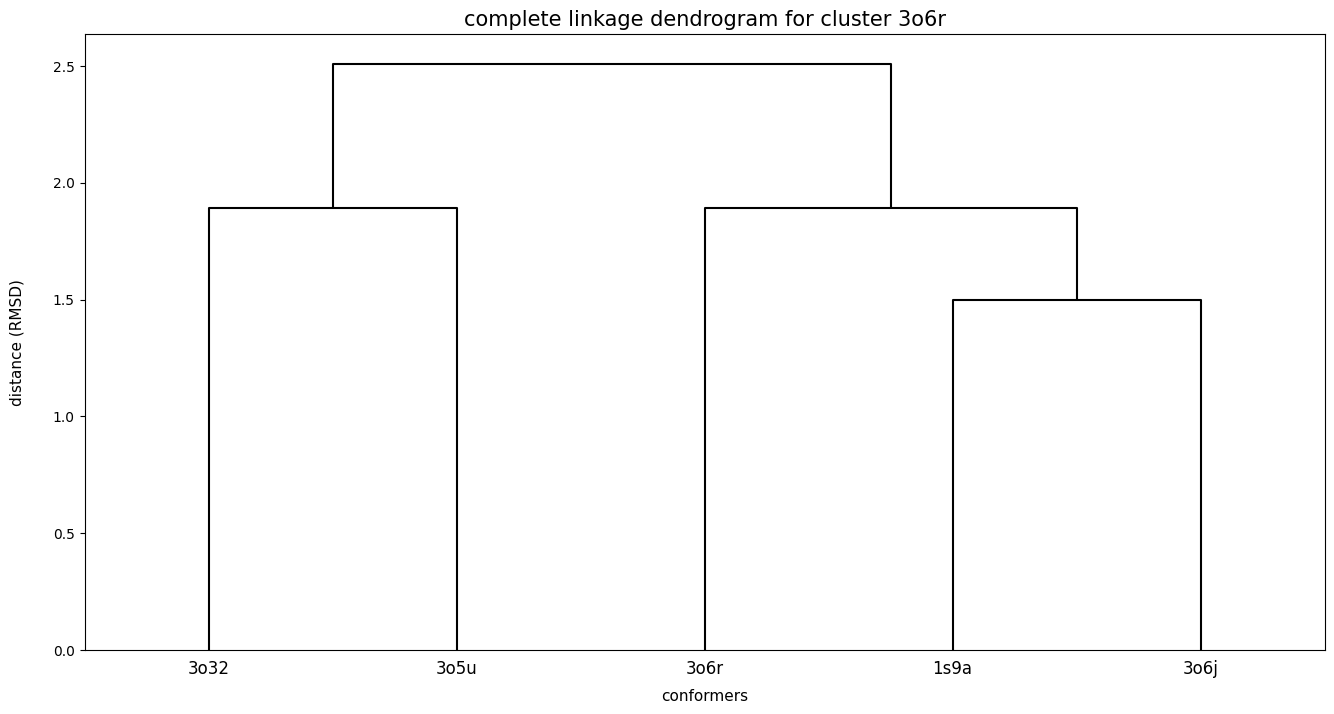 complete linkage dendrogram for cluster 3o6r
2.5
2.0
1.5
1.0
0.5
0.0
distance (RMSD)
3o32 3o5u 3o6r 1s9a 3o6j
conformers